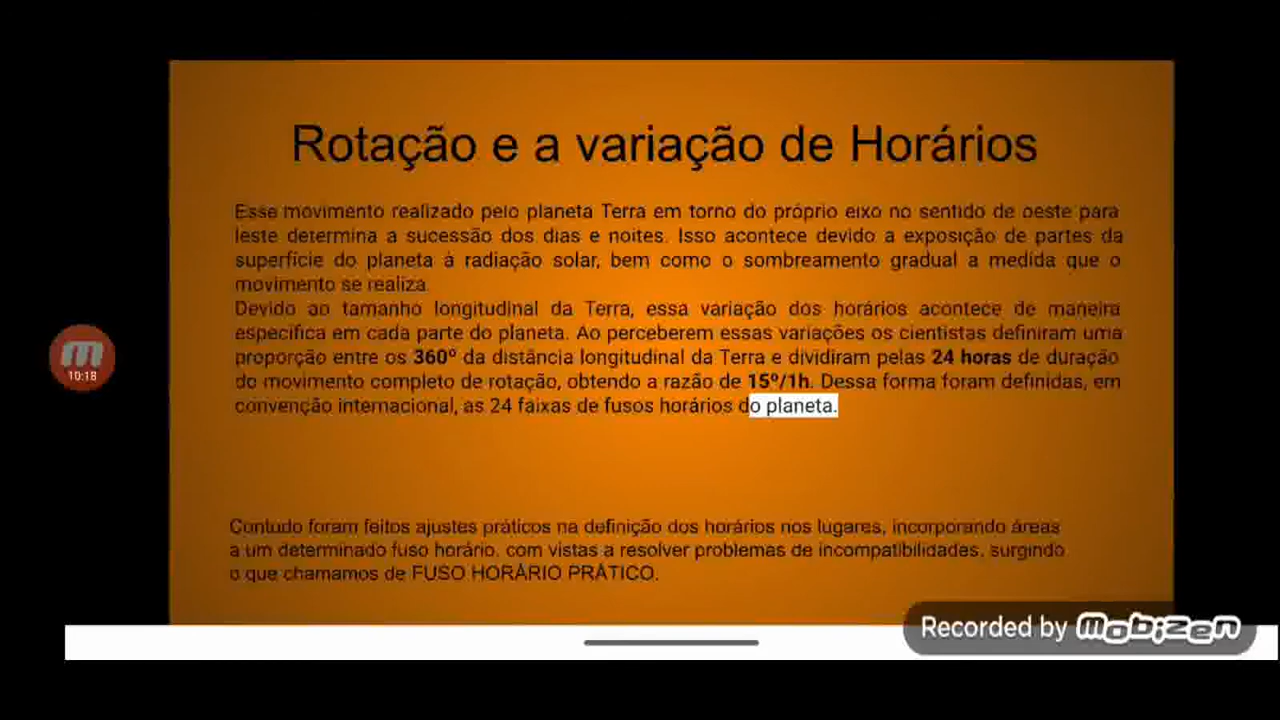 Rotação e a variação de Horários
Esse movimento realizado pelo planeta Terra em torno do próprio eixo no sentido de oeste para
leste determina a sucessão dos dias e noites. Isso acontece devido a exposição de partes da
superfície do planeta à radiação solar, bem como o sombreamento gradual a medida que o
movimento se realiza.
Devido ao tamanho longitudinal da Terra, essa variação dos horários acontece de maneira
especifica em cada parte do planeta. Ao perceberem essas variações os cientistas definiram uma
proporção entre os 360º da distância longitudinal da Terra e dividiram pelas 24 horas de duração
do movimento completo de rotação, obtendo a razão de 15º/1h. Dessa forma foram definidas, em
convenção internacional, as 24 faixas de fusos horários do planeta.
M
10:18
Contudo foram feitos ajustes práticos na definição dos horários nos lugares, incorporando áreas
a um determinado fuso horário, com vistas a resolver problemas de incompatibilidades, surgindo
o que chamamos de FUSO HORÁRIO PRÁTICO.
Recorded by Mobizen